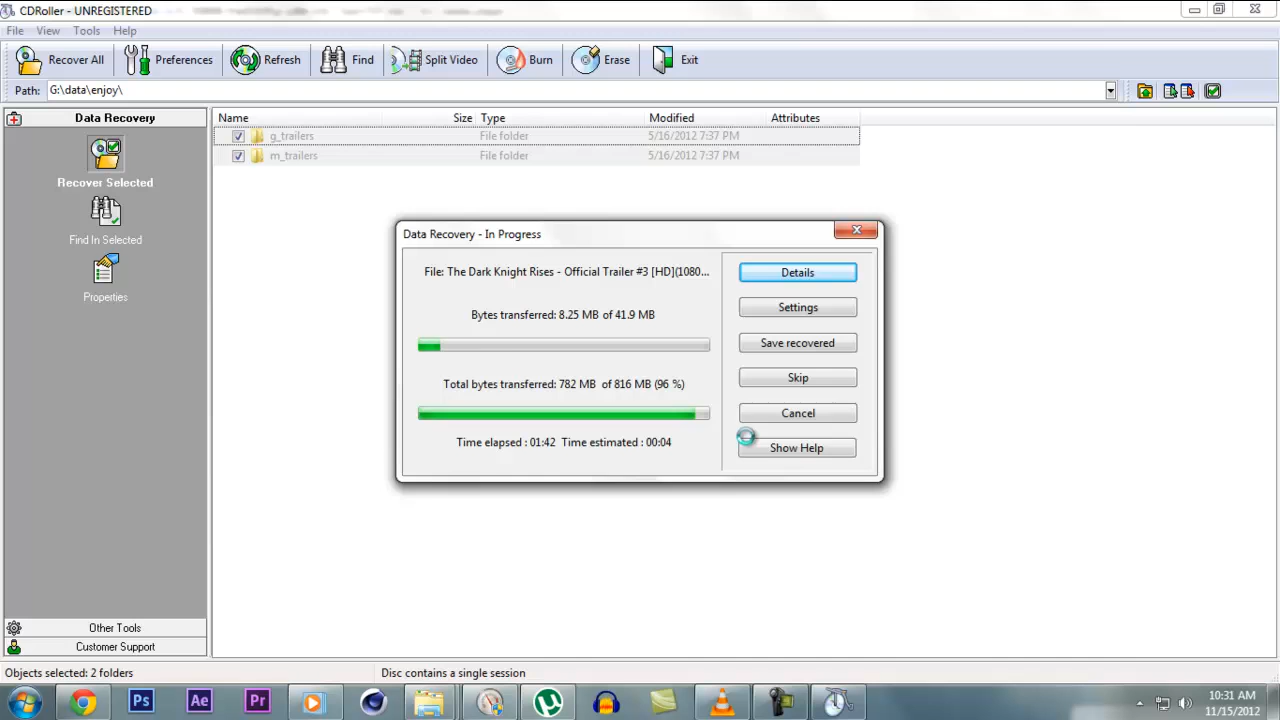 CDRoller - UNREGISTERED
File View Tools Help
Recover All Preferences Refresh Find Split Video Burn Erase Exit
Path: G:\data\enjoy\
Data Recovery
Name Size Type Modified Attributes
g_trailers File folder 5/16/2012 7:37 PM
m_trailers File folder 5/16/2012 7:37 PM
Recover Selected
Find In Selected
Properties
Data Recovery - In Progress
File: The Dark Knight Rises - Official Trailer #3 [HD](1080...
Bytes transferred: 8.25 MB of 41.9 MB
Total bytes transferred: 782 MB of 816 MB (96 %)
Time elapsed : 01:42 Time estimated : 00:04
Details
Settings
Save recovered
Skip
Cancel
Show Help
Other Tools
Customer Support
Objects selected: 2 folders Disc contains a single session
Ps Ae Pr
10:31 AM
11/15/2012